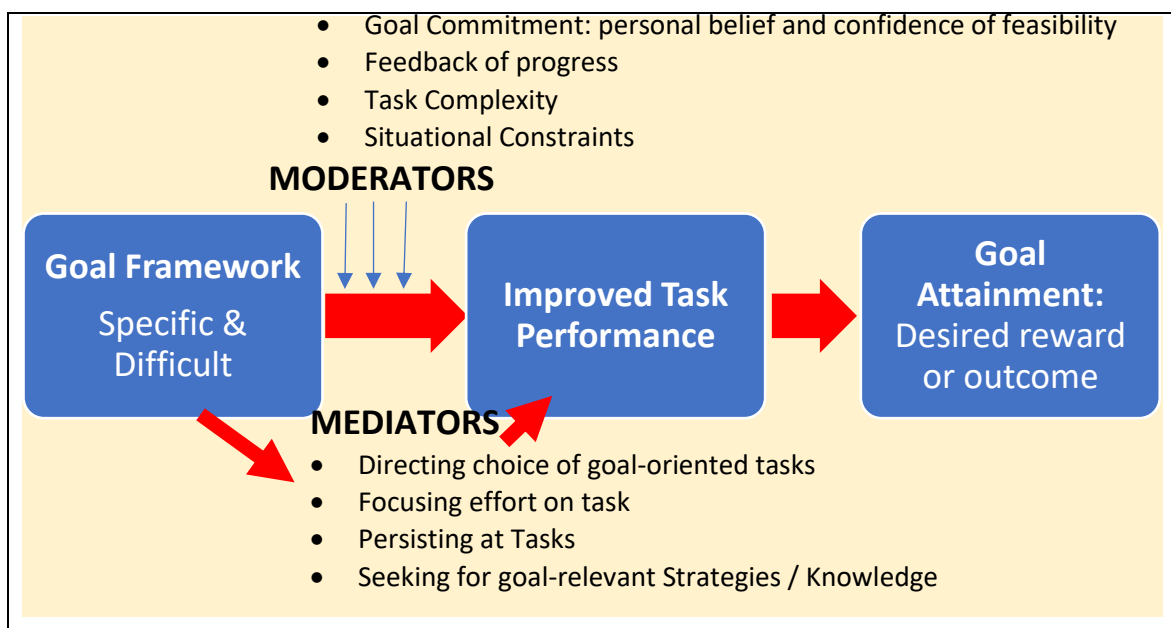 • Goal Commitment: personal belief and confidence of feasibility
• Feedback of progress
• Task Complexity
• Situational Constraints
MODERATORS
Goal Framework
Specific &
Difficult
Improved Task
Performance
Goal
Attainment:
Desired reward
or outcome
MEDIATORS
• Directing choice of goal-oriented tasks
• Focusing effort on task
• Persisting at Tasks
• Seeking for goal-relevant Strategies / Knowledge